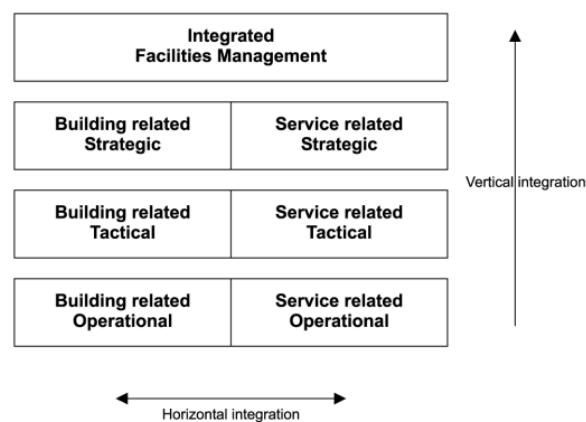 Integrated
Facilities Management
Building related
Strategic
Service related
Strategic
Vertical integration
Building related
Tactical
Service related
Tactical
Building related
Operational
Service related
Operational
Horizontal integration